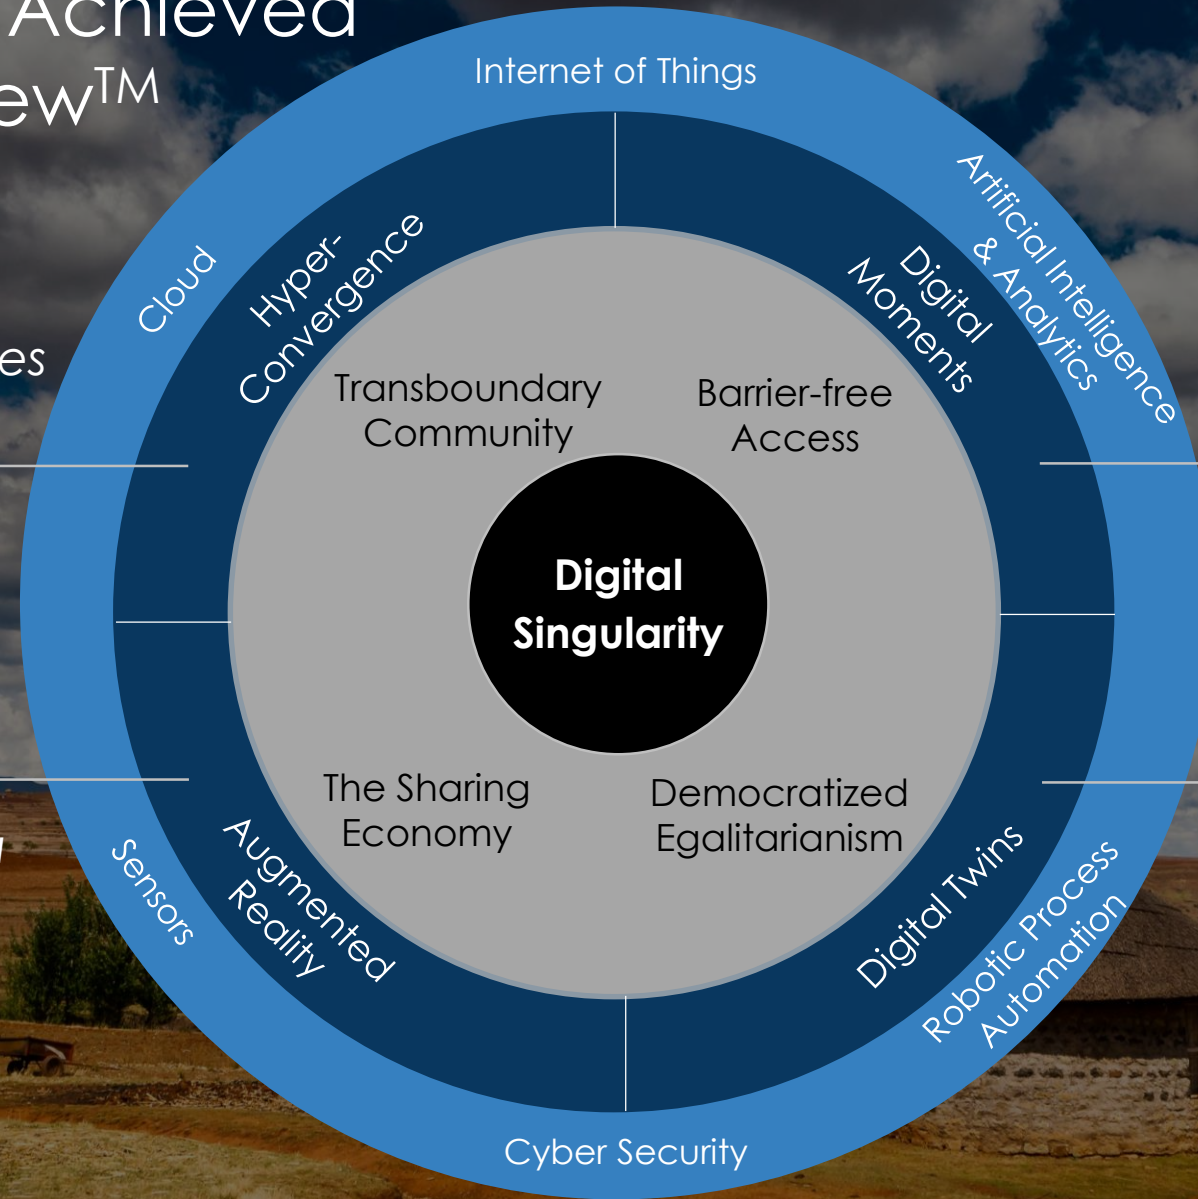 Achieved
ew™
Internet of Things
Artificial Intelligence
& Analytics
Cloud
Hyper-
Convergence
Digital
Moments
es
Transboundary
Community
Barrier-free
Access
Digital
Singularity
The Sharing
Economy
Democratized
Egalitarianism
Sensors
Augmented
Reality
Digital Twins
Robotic Process
Automation
Cyber Security